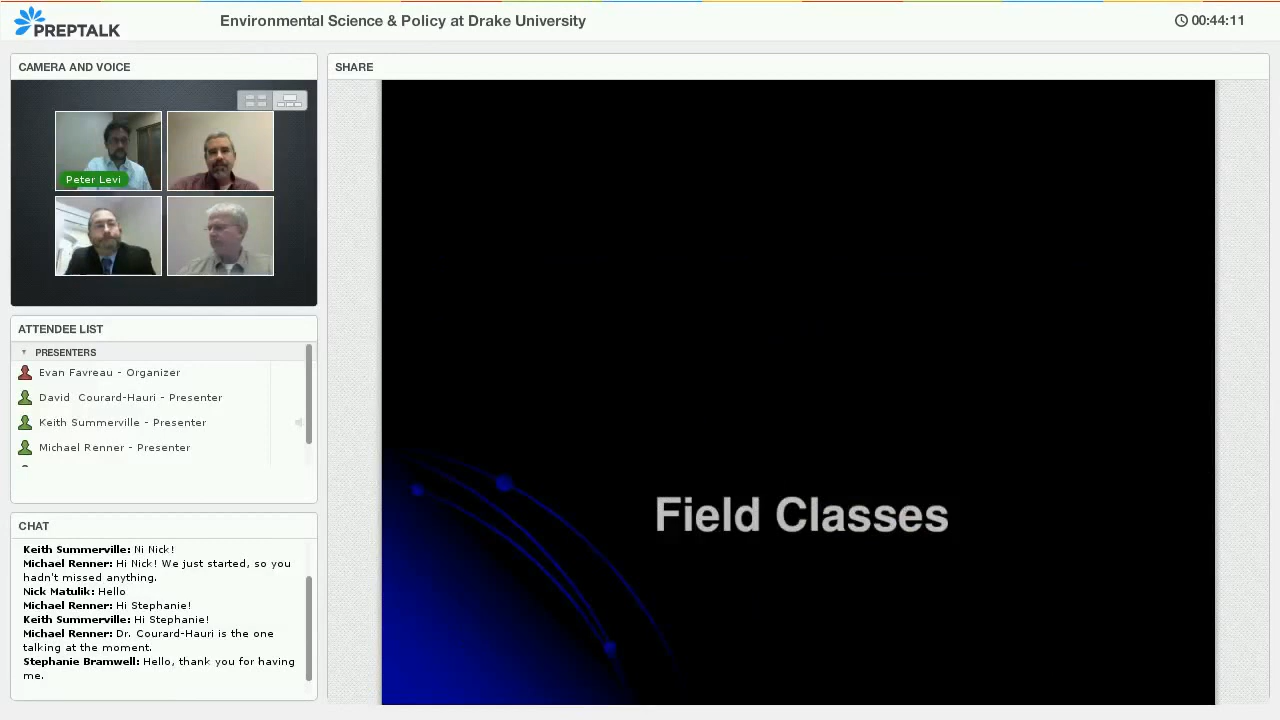 PREPTALK
Environmental Science & Policy at Drake University
00:44:11
CAMERA AND VOICE
Peter Levi
ATTENDEE LIST
PRESENTERS
Evan Favreau - Organizer
David Courard-Hauri - Presenter
Keith Summerville - Presenter
Michael Renner - Presenter
CHAT
Keith Summerville: Ni Nick!
Michael Renner: Hi Nick! We just started, so you
hadn't missed anything.
Nick Matulik: Hello
Michael Renner: Hi Stephanie!
Keith Summerville: Hi Stephanie!
Michael Renner: Dr. Courard-Hauri is the one
talking at the moment.
Stephanie Bramwell: Hello, thank you for having
me.
SHARE
Field Classes